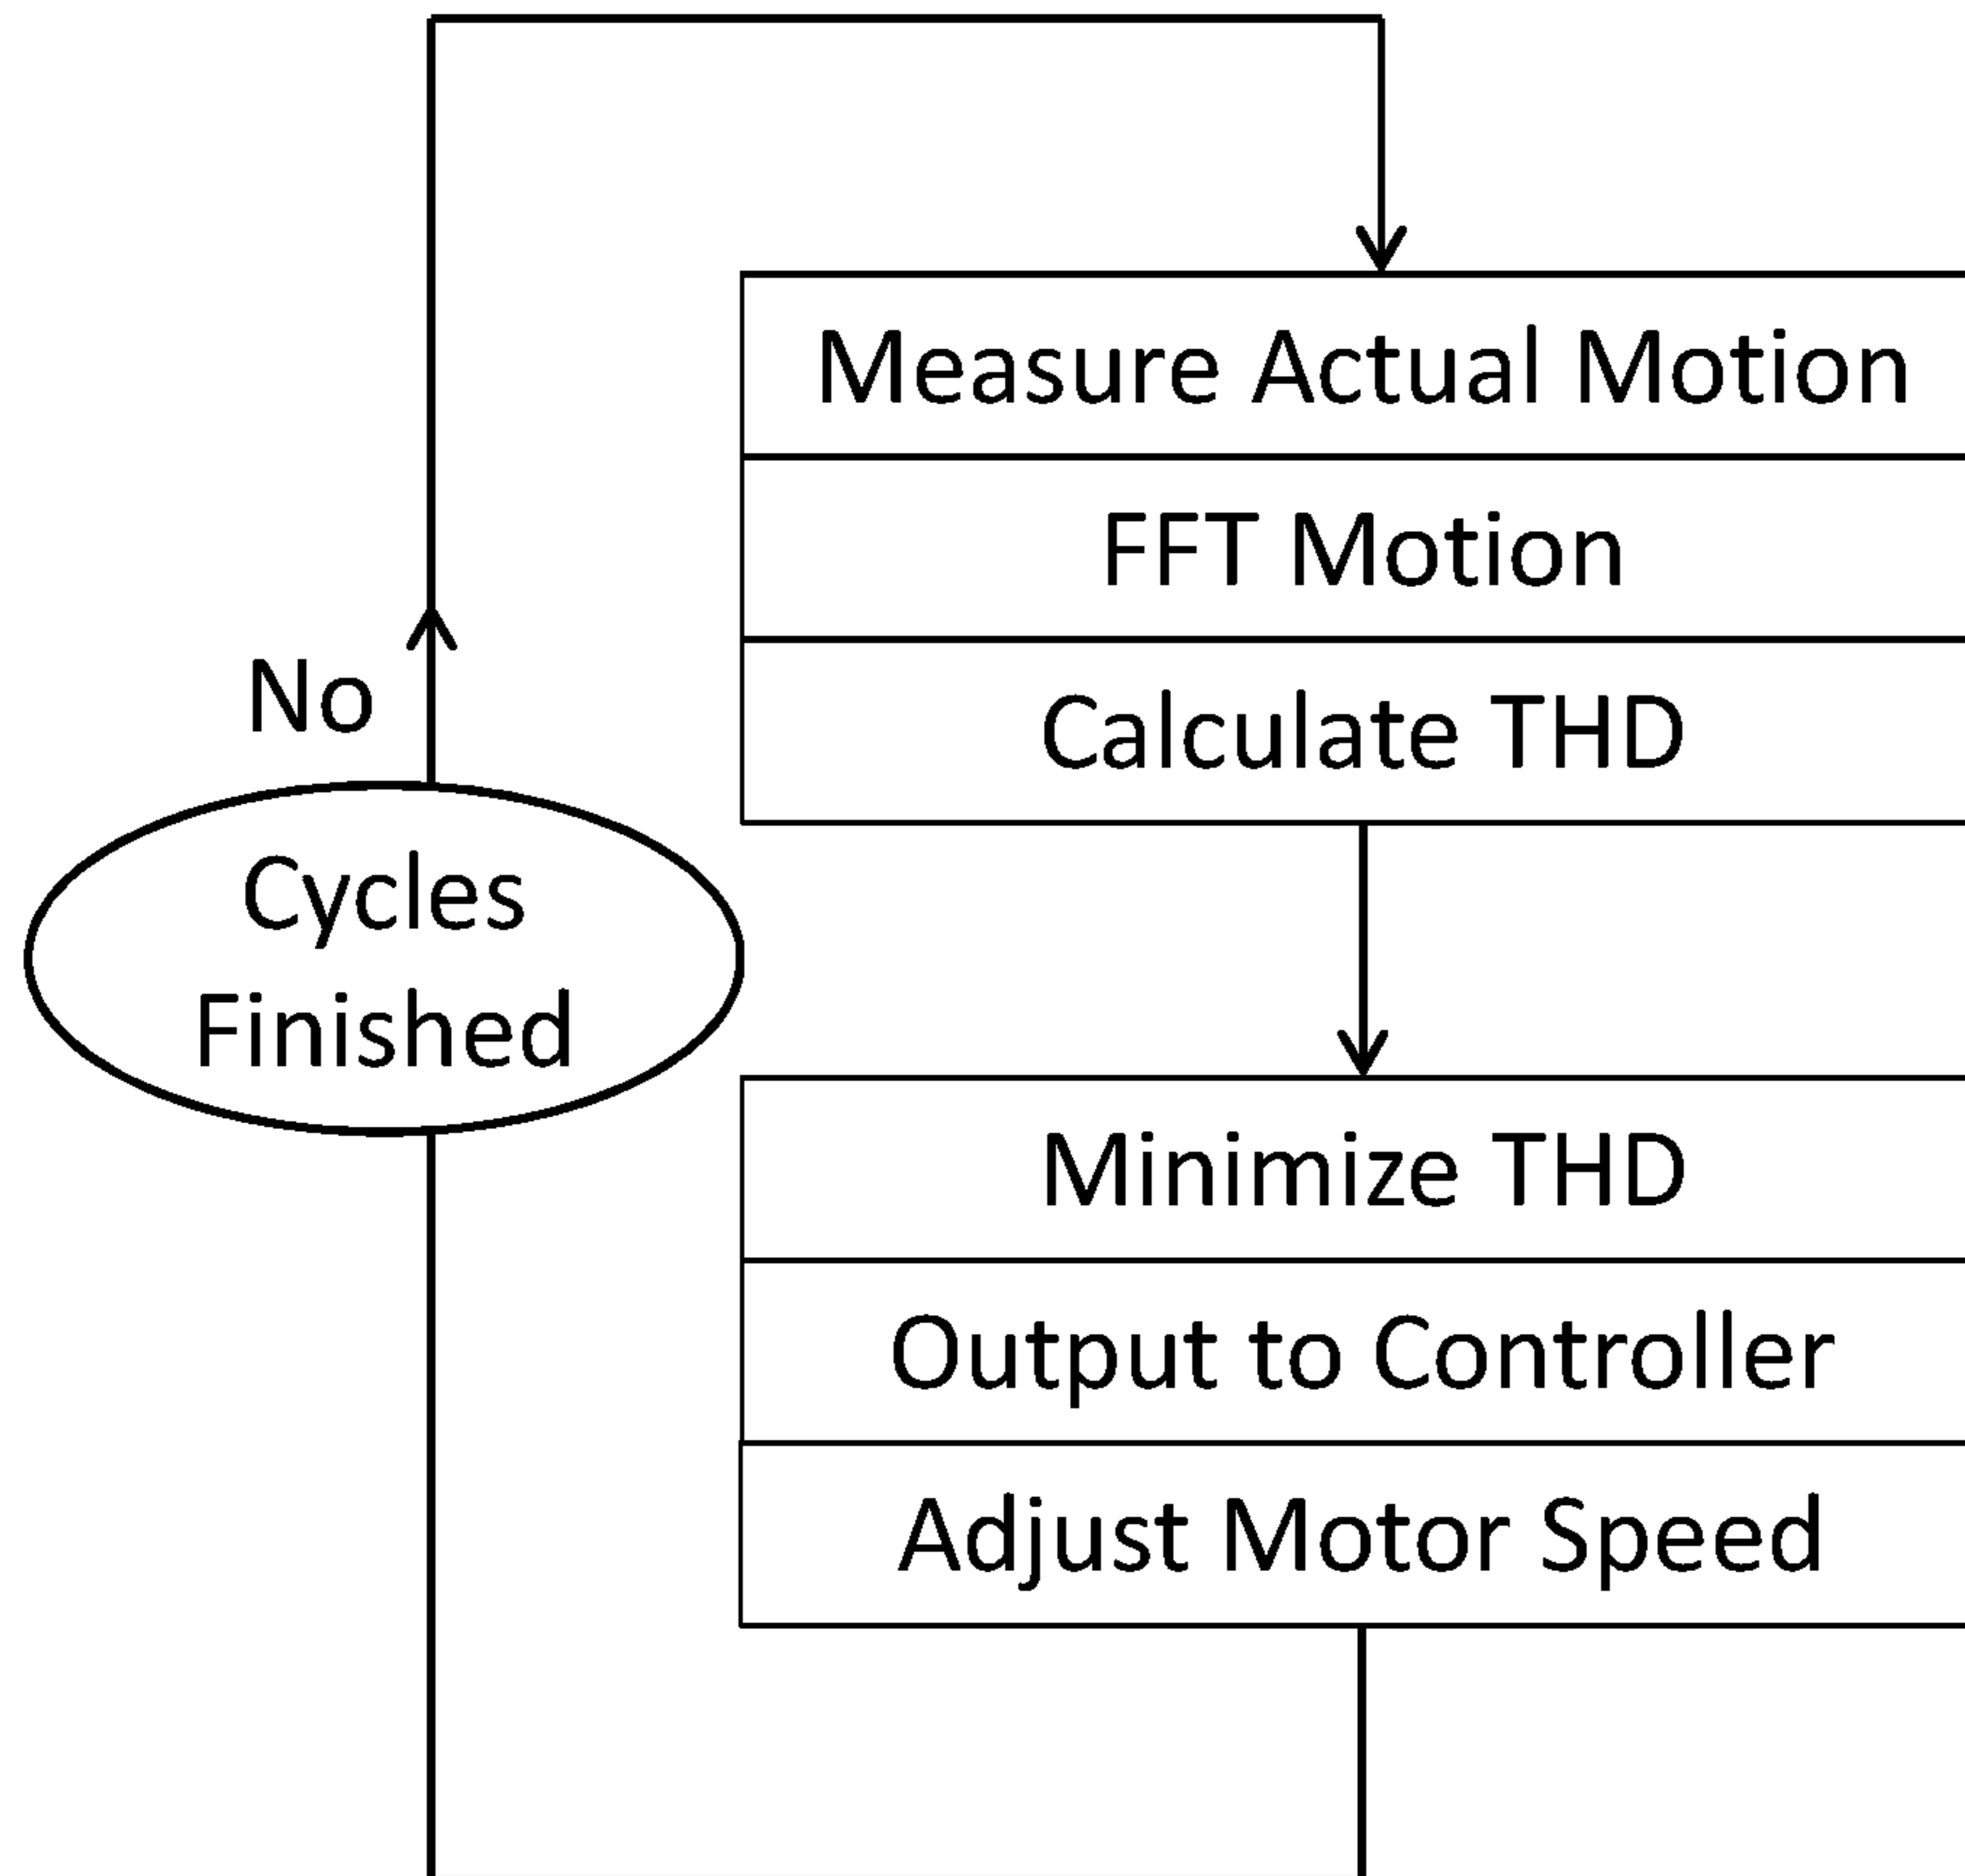 Measure Actual Motion
FFT Motion
Calculate THD
No
Cycles
Finished
Minimize THD
Output to Controller
Adjust Motor Speed